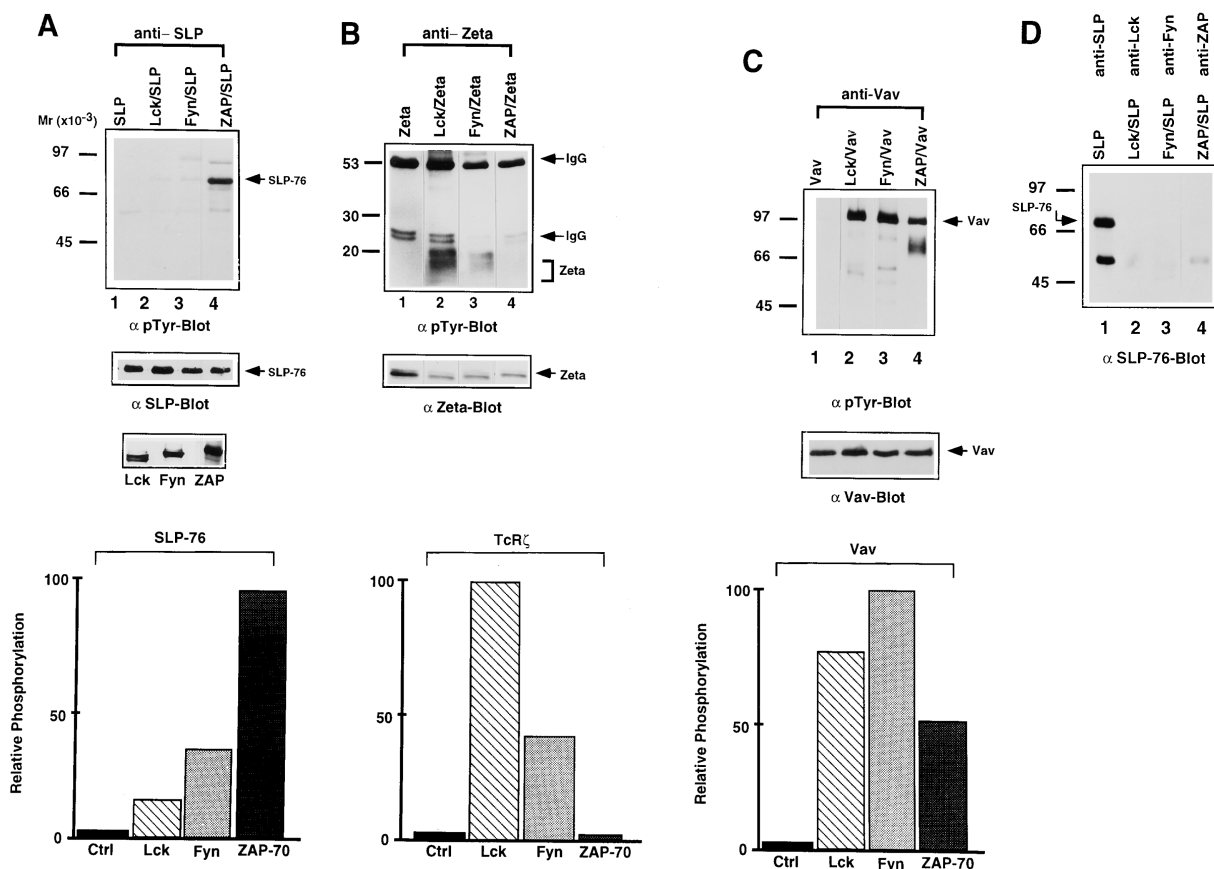 A
anti– SLP
Mr (x10-3)
SLP
Lck/SLP
Fyn/SLP
ZAP/SLP
97
66
45
SLP-76
1 2 3 4
α pTyr-Blot
SLP-76
α SLP-Blot
Lck Fyn ZAP
B
anti– Zeta
Zeta
Lck/Zeta
Fyn/Zeta
ZAP/Zeta
53
30
20
IgG
IgG
Zeta
1 2 3 4
α pTyr-Blot
Zeta
α Zeta-Blot
C
anti-Vav
Vav
Lck/Vav
Fyn/Vav
ZAP/Vav
97
66
45
Vav
1 2 3 4
α pTyr-Blot
Vav
α Vav-Blot
D
anti-SLP
anti-Lck
anti-Fyn
anti-ZAP
SLP
Lck/SLP
Fyn/SLP
ZAP/SLP
97
SLP-76
66
45
1 2 3 4
α SLP-76-Blot
SLP-76
Relative Phosphorylation
100
50
0
Ctrl Lck Fyn ZAP-70
TcRζ
100
50
0
Ctrl Lck Fyn ZAP-70
Vav
Relative Phosphorylation
100
50
0
Ctrl Lck Fyn ZAP-70